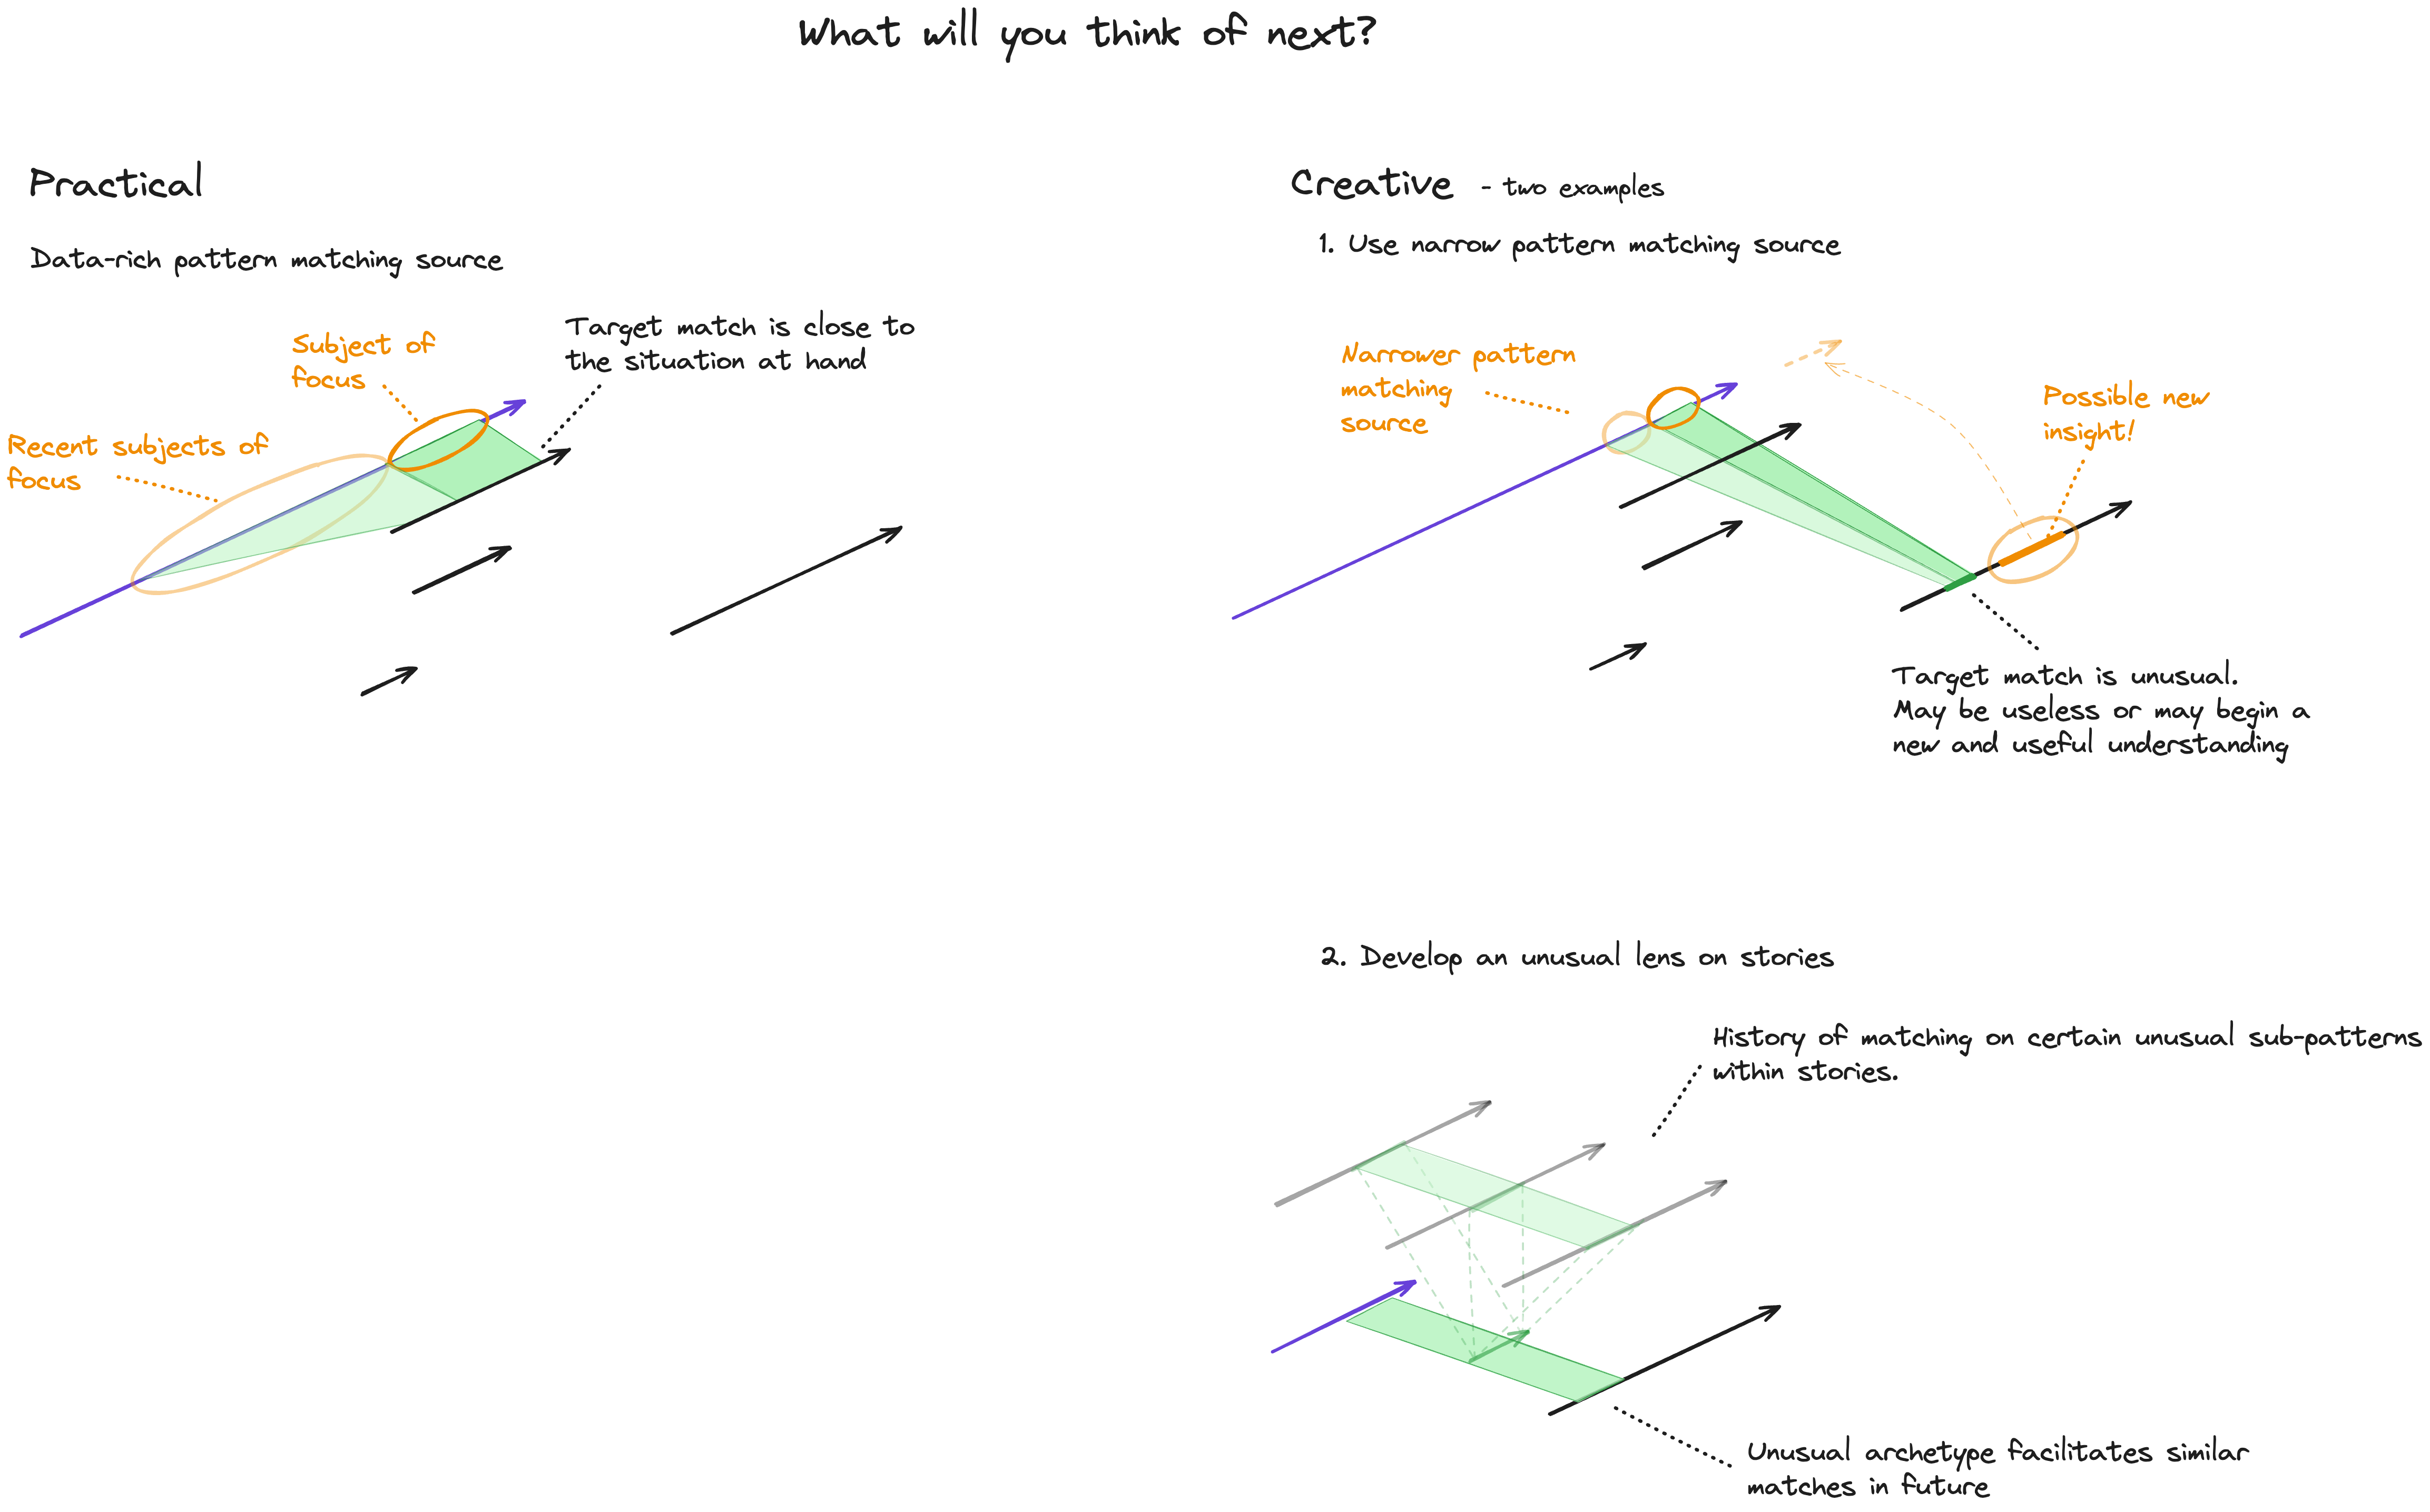 What will you think of next?
Practical
Data-rich pattern matching source
Subject of
focus
Target match is close to
the situation at hand
Recent subjects of
focus
Creative - two examples
1. Use narrow pattern matching source
Narrower pattern
matching
source
Possible new
insight!
Target match is unusual.
May be useless or may begin a
new and useful understanding
2. Develop an unusual lens on stories
History of matching on certain unusual sub-patterns
within stories.
Unusual archetype facilitates similar
matches in future